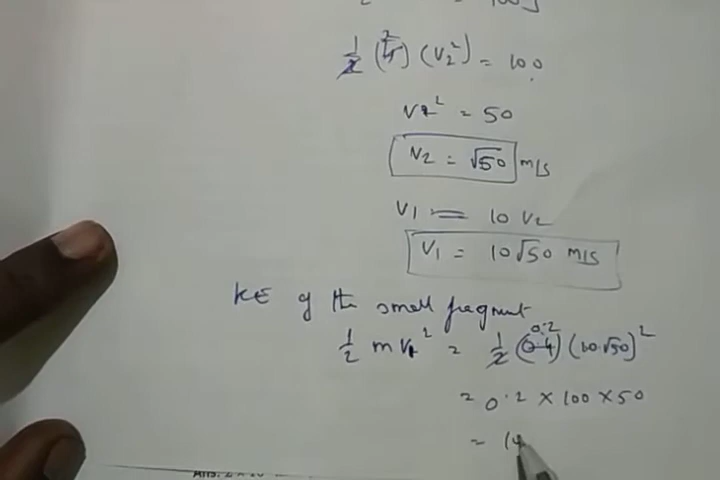 ½ (4) (V₂²) = 100
V₂² = 50
V₂ = √50 m/s
V₁ = 10 V₂
V₁ = 10√50 m/s
KE of the small fragment
½ m V₁² = ½ (0.4) 0.2 (10√50)²
= 0.2 × 100 × 50
=